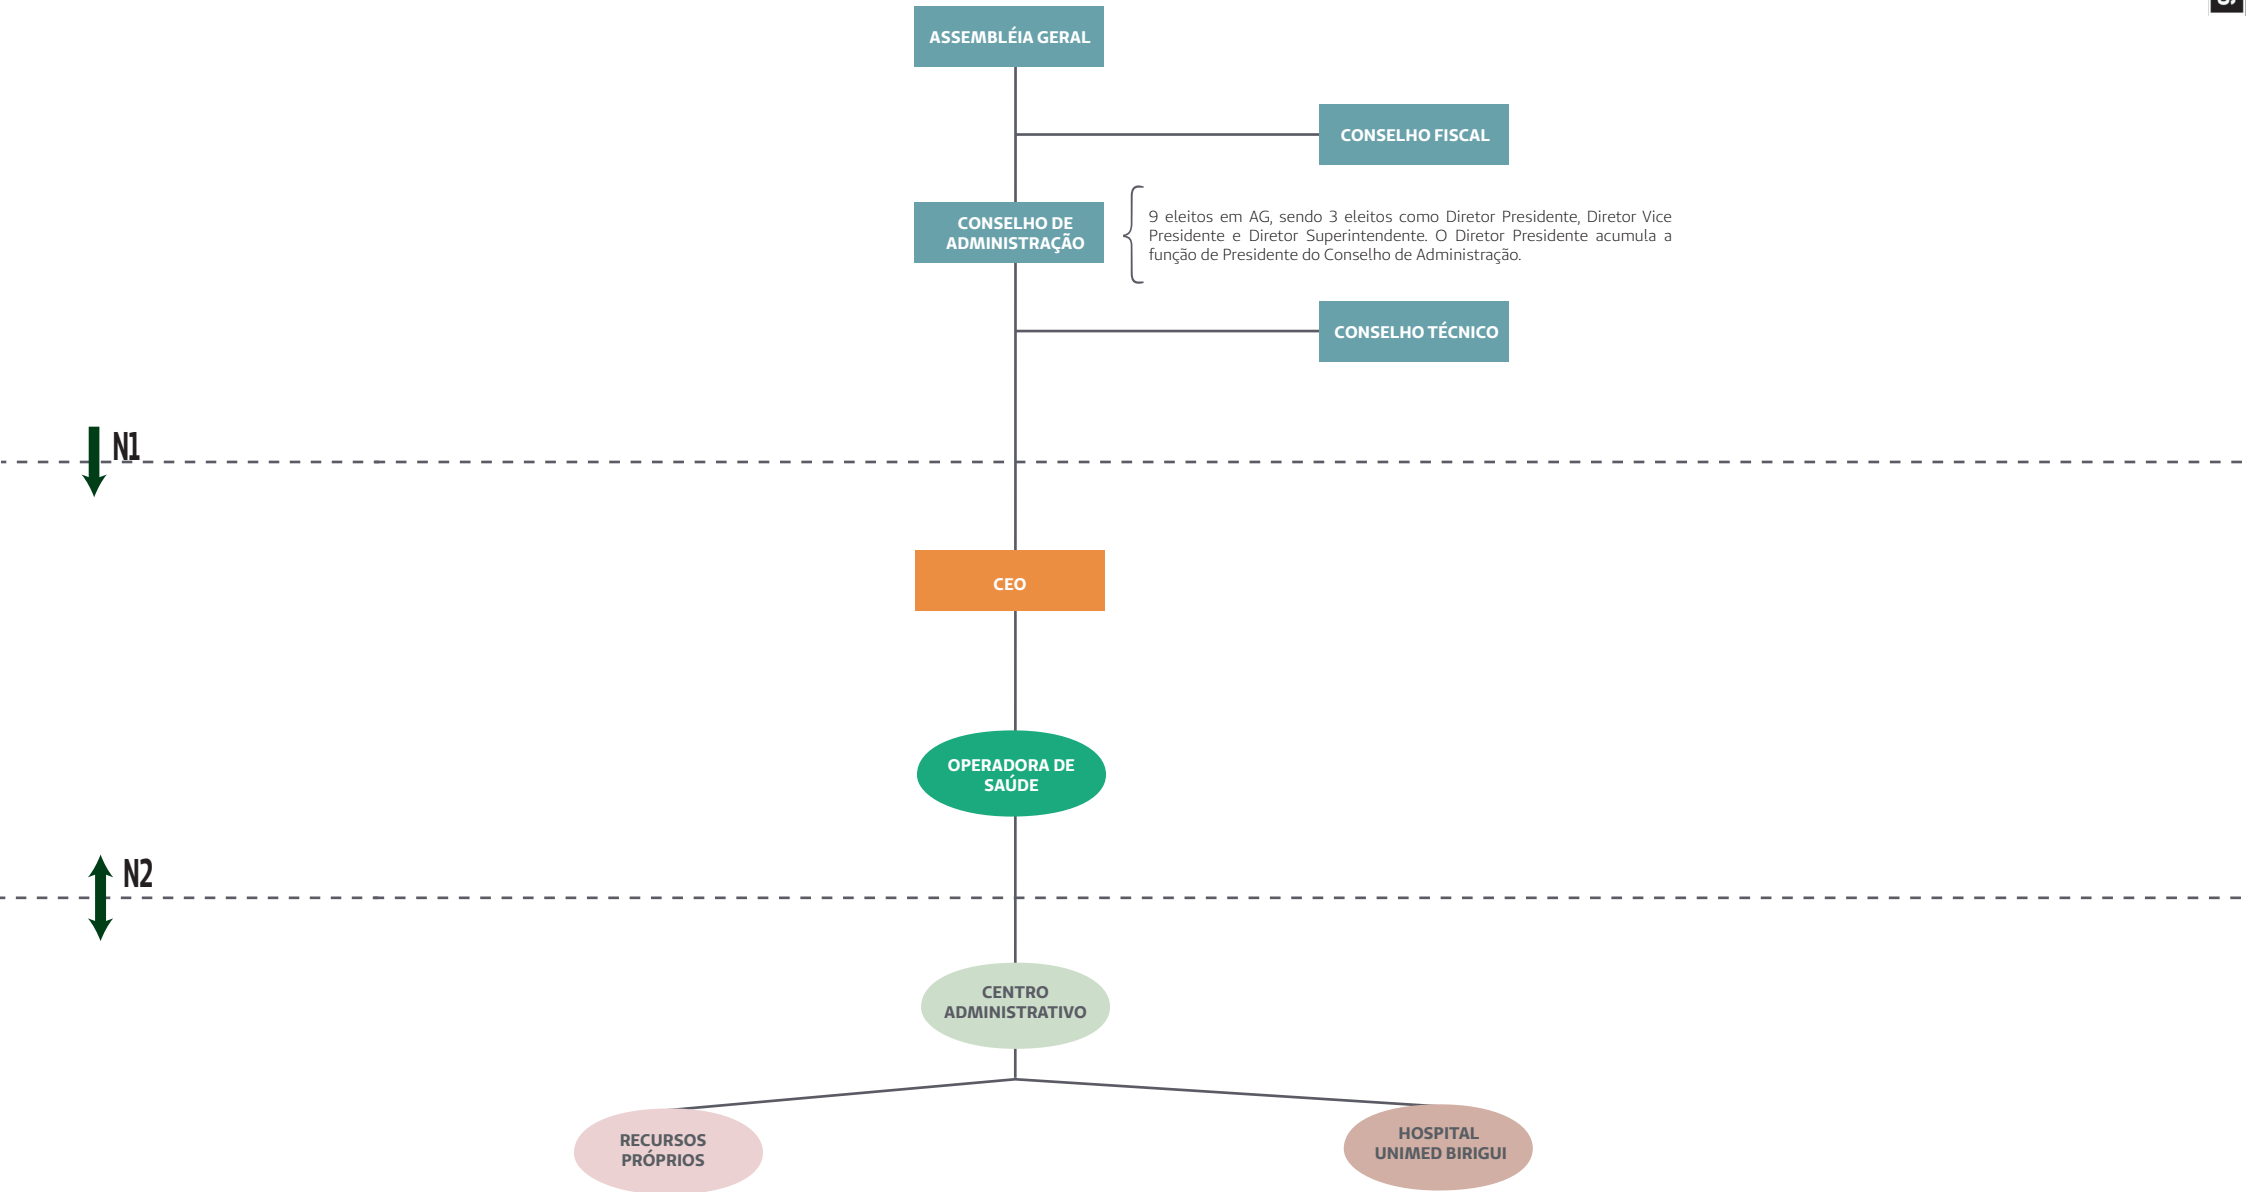 ASSEMBLÉIA GERAL
CONSELHO FISCAL
CONSELHO DE
ADMINISTRAÇÃO
9 eleitos em AG, sendo 3 eleitos como Diretor Presidente, Diretor Vice
Presidente e Diretor Superintendente. O Diretor Presidente acumula a
função de Presidente do Conselho de Administração.
CONSELHO TÉCNICO
N1
CEO
OPERADORA DE
SAÚDE
N2
CENTRO
ADMINISTRATIVO
RECURSOS
PRÓPRIOS
HOSPITAL
UNIMED BIRIGUI